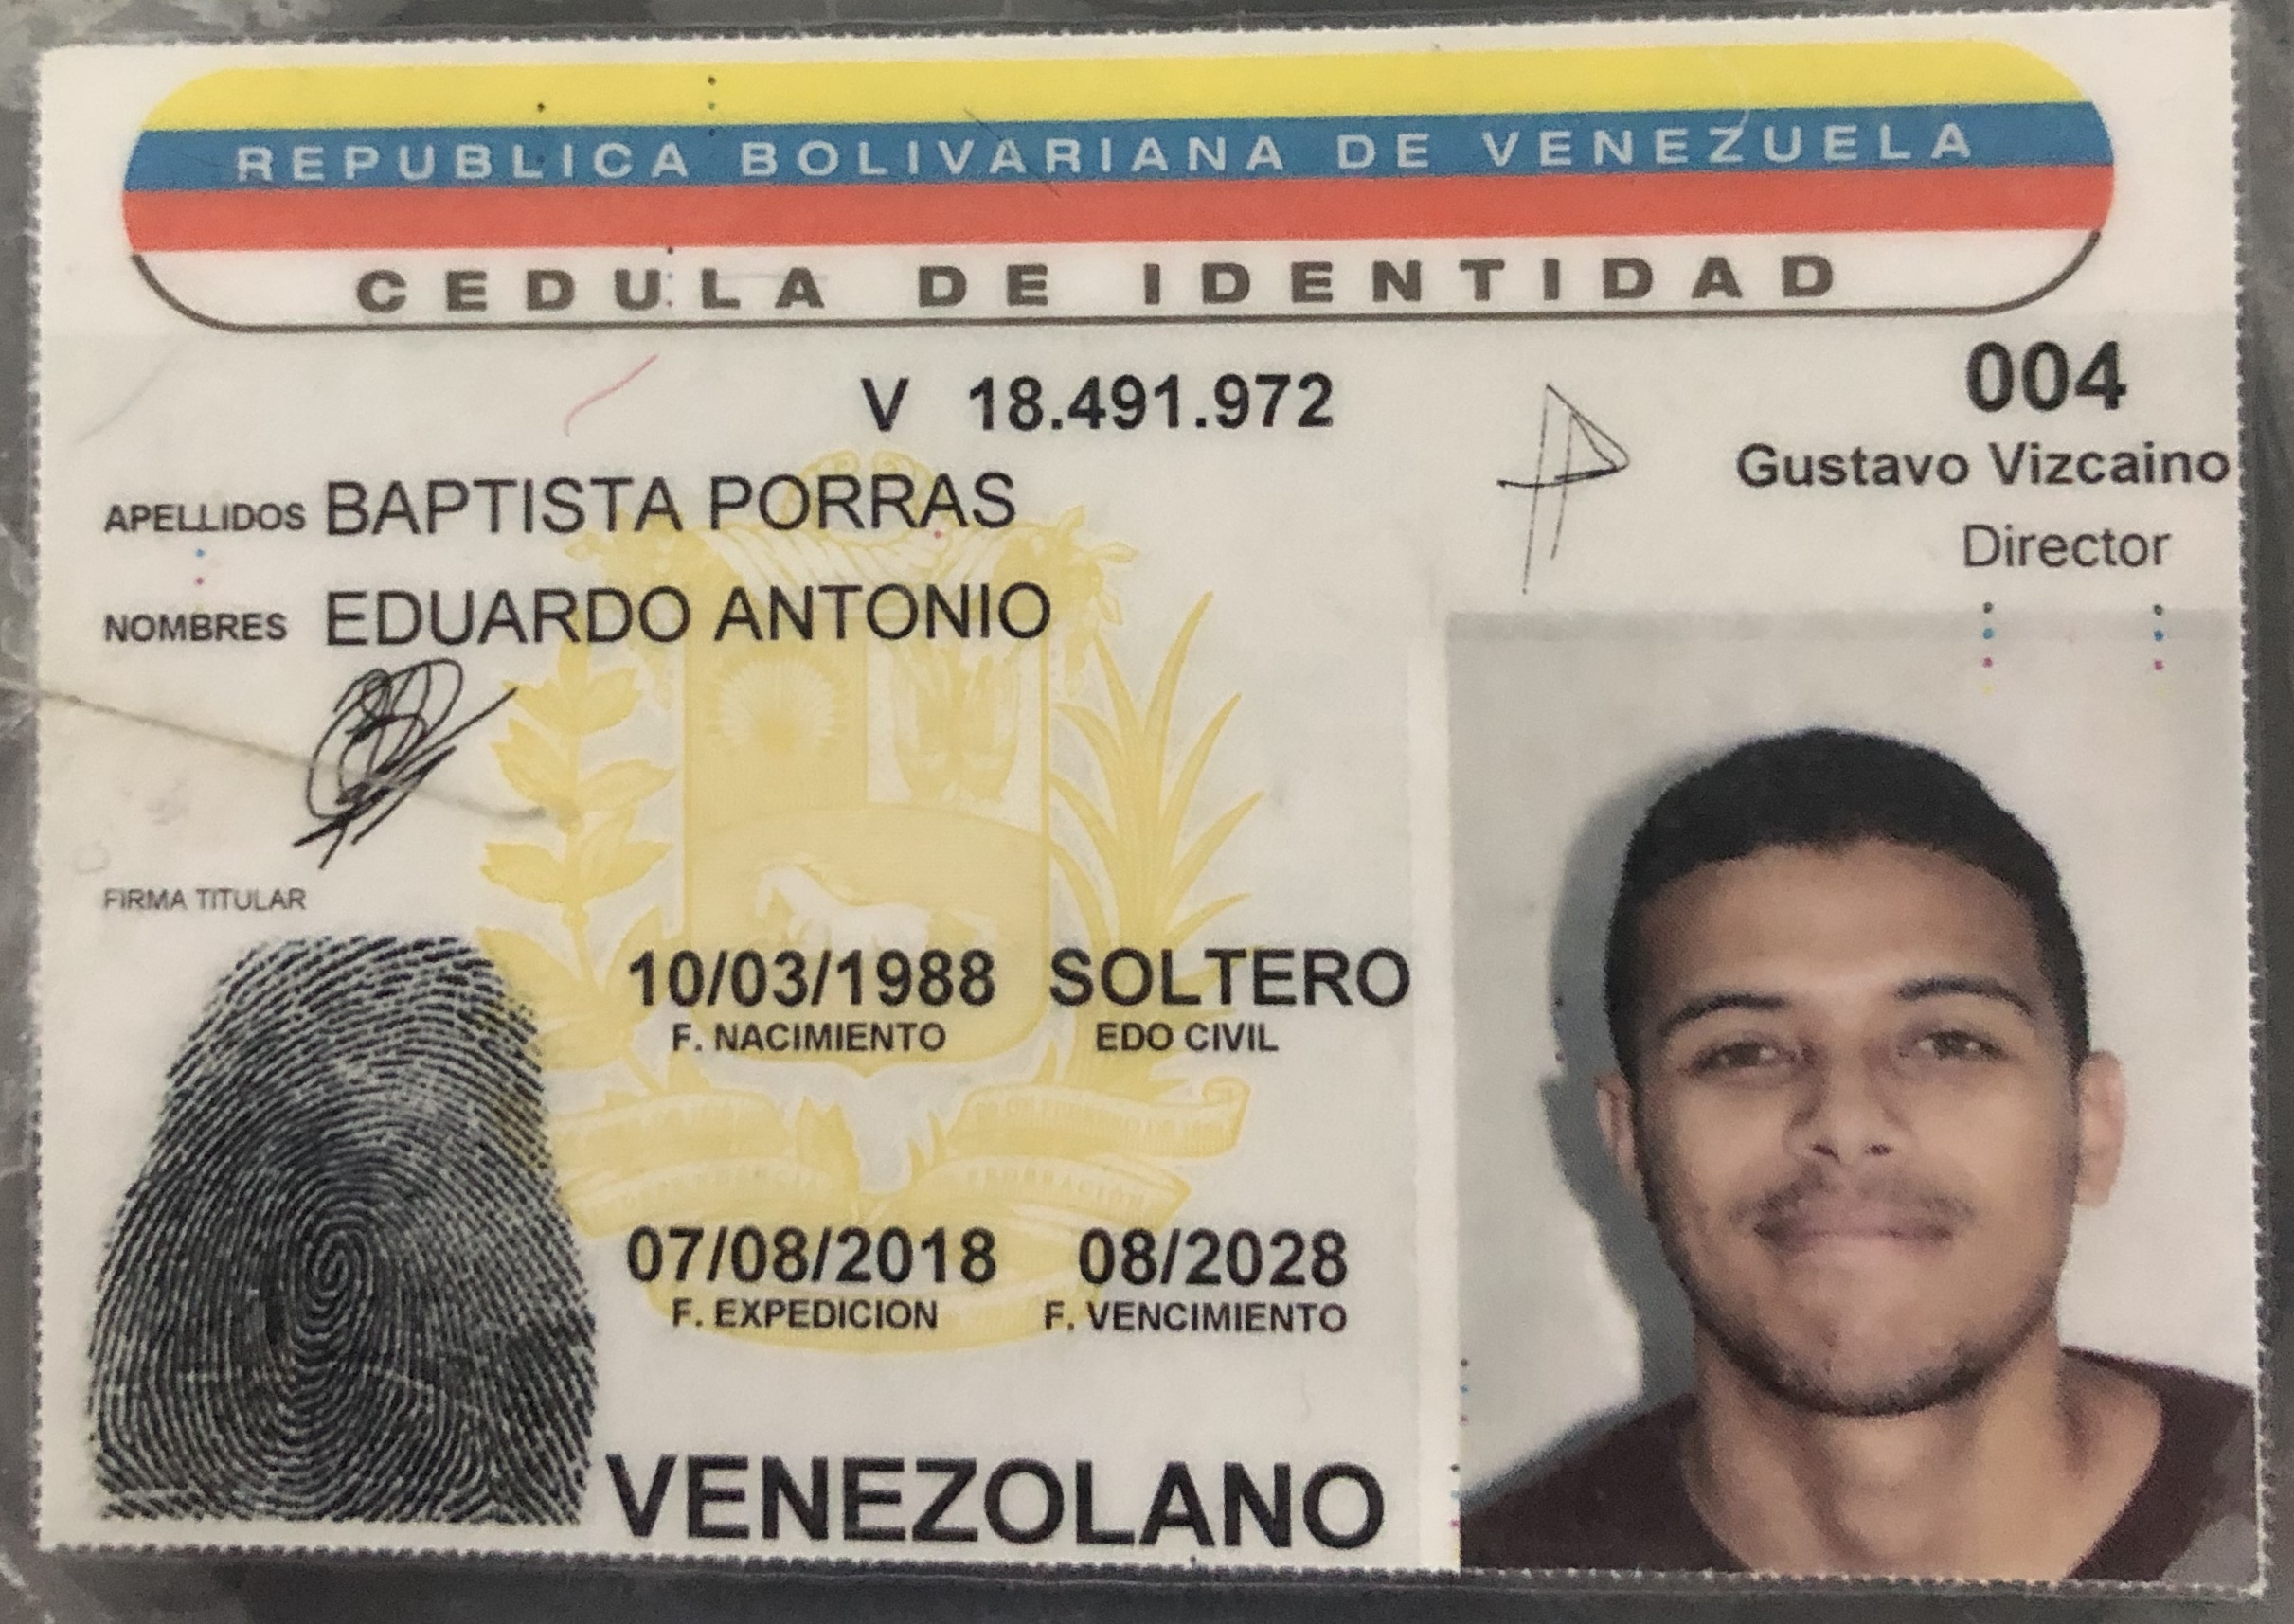 REPUBLICA BOLIVARIANA DE VENEZUELA
CEDULA DE IDENTIDAD
V 18.491.972
004
Gustavo Vizcaino
Director
APELLIDOS BAPTISTA PORRAS
NOMBRES EDUARDO ANTONIO
FIRMA TITULAR
10/03/1988 SOLTERO
F. NACIMIENTO EDO CIVIL
07/08/2018 08/2028
F. EXPEDICION F. VENCIMIENTO
VENEZOLANO